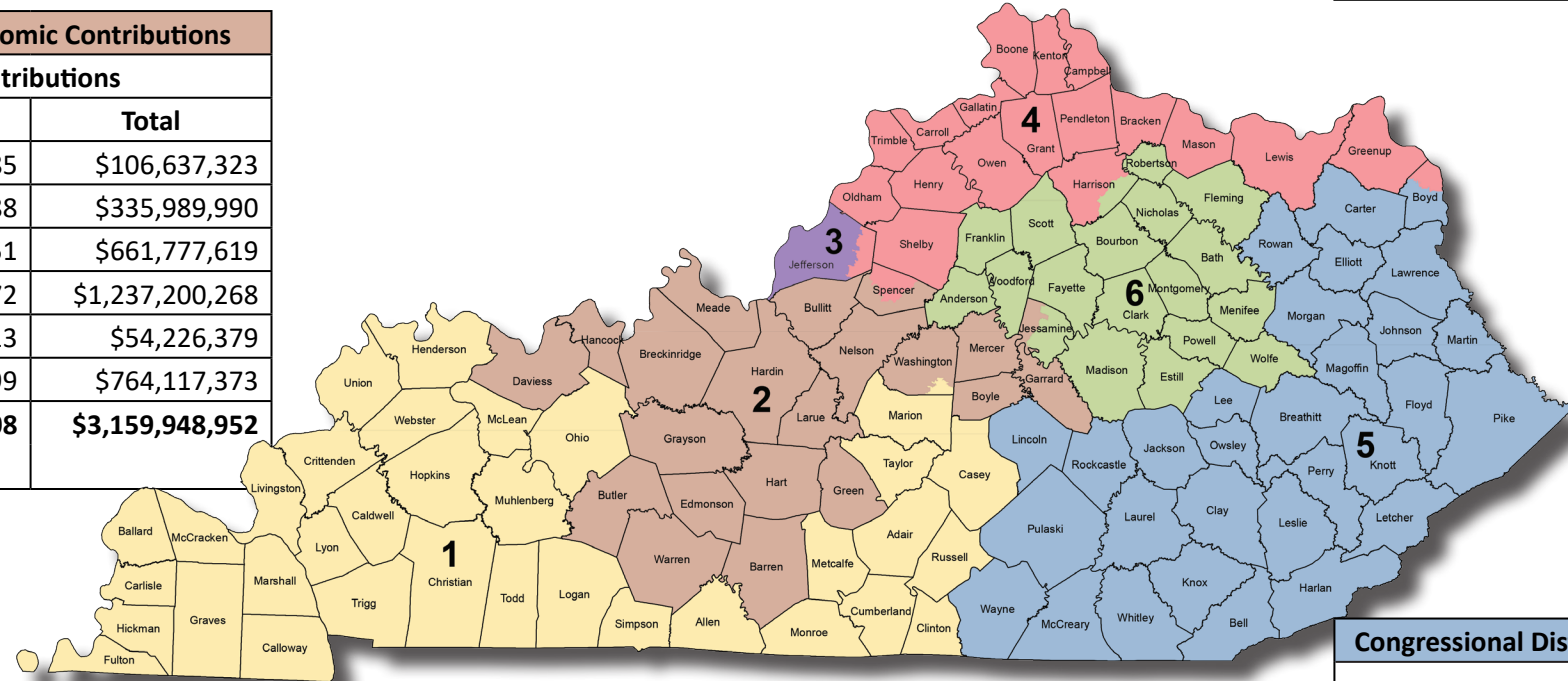 omic Contributions
tributions
Total
35 $106,637,323
38 $335,989,990
$661,777,619
72 $1,237,200,268
13 $54,226,379
99 $764,117,373
08 $3,159,948,952
Boone Kenton Campbell
Gallatin 4 Pendleton Bracken
Trimble Carroll Owen Grant Mason Lewis Greenup
Henry Harrison Robertson
Oldham Fleming Carter Boyd
3 Shelby Franklin Scott Nicholas Rowan
Jefferson Bourbon Bath Elliott Lawrence
Spencer Anderson Woodford Fayette 6 Montgomery
Meade Bullitt Clark Menifee Morgan
Hancock Breckinridge Nelson Washington Mercer Jessamine Powell Johnson Martin
Henderson Daviess Hardin Madison Estill Wolfe Magoffin
Union 2 Larue Marion Boyle Garrard Lee Breathitt Floyd Pike
Webster McLean Ohio Grayson Lincoln Jackson Owsley 5
Crittenden Hopkins Hart Green Taylor Casey Rockcastle Perry Knott
Livingston Muhlenberg Butler Edmonson
Ballard McCracken Caldwell Adair Pulaski Laurel Clay Leslie Letcher
Lyon 1 Warren Barren Metcalfe Russell
Carlisle Marshall Christian Knox Harlan
Hickman Graves Trigg Todd Logan Cumberland Wayne
Fulton Calloway Simpson Allen Monroe Clinton McCreary Whitley Bell
Congressional Dis